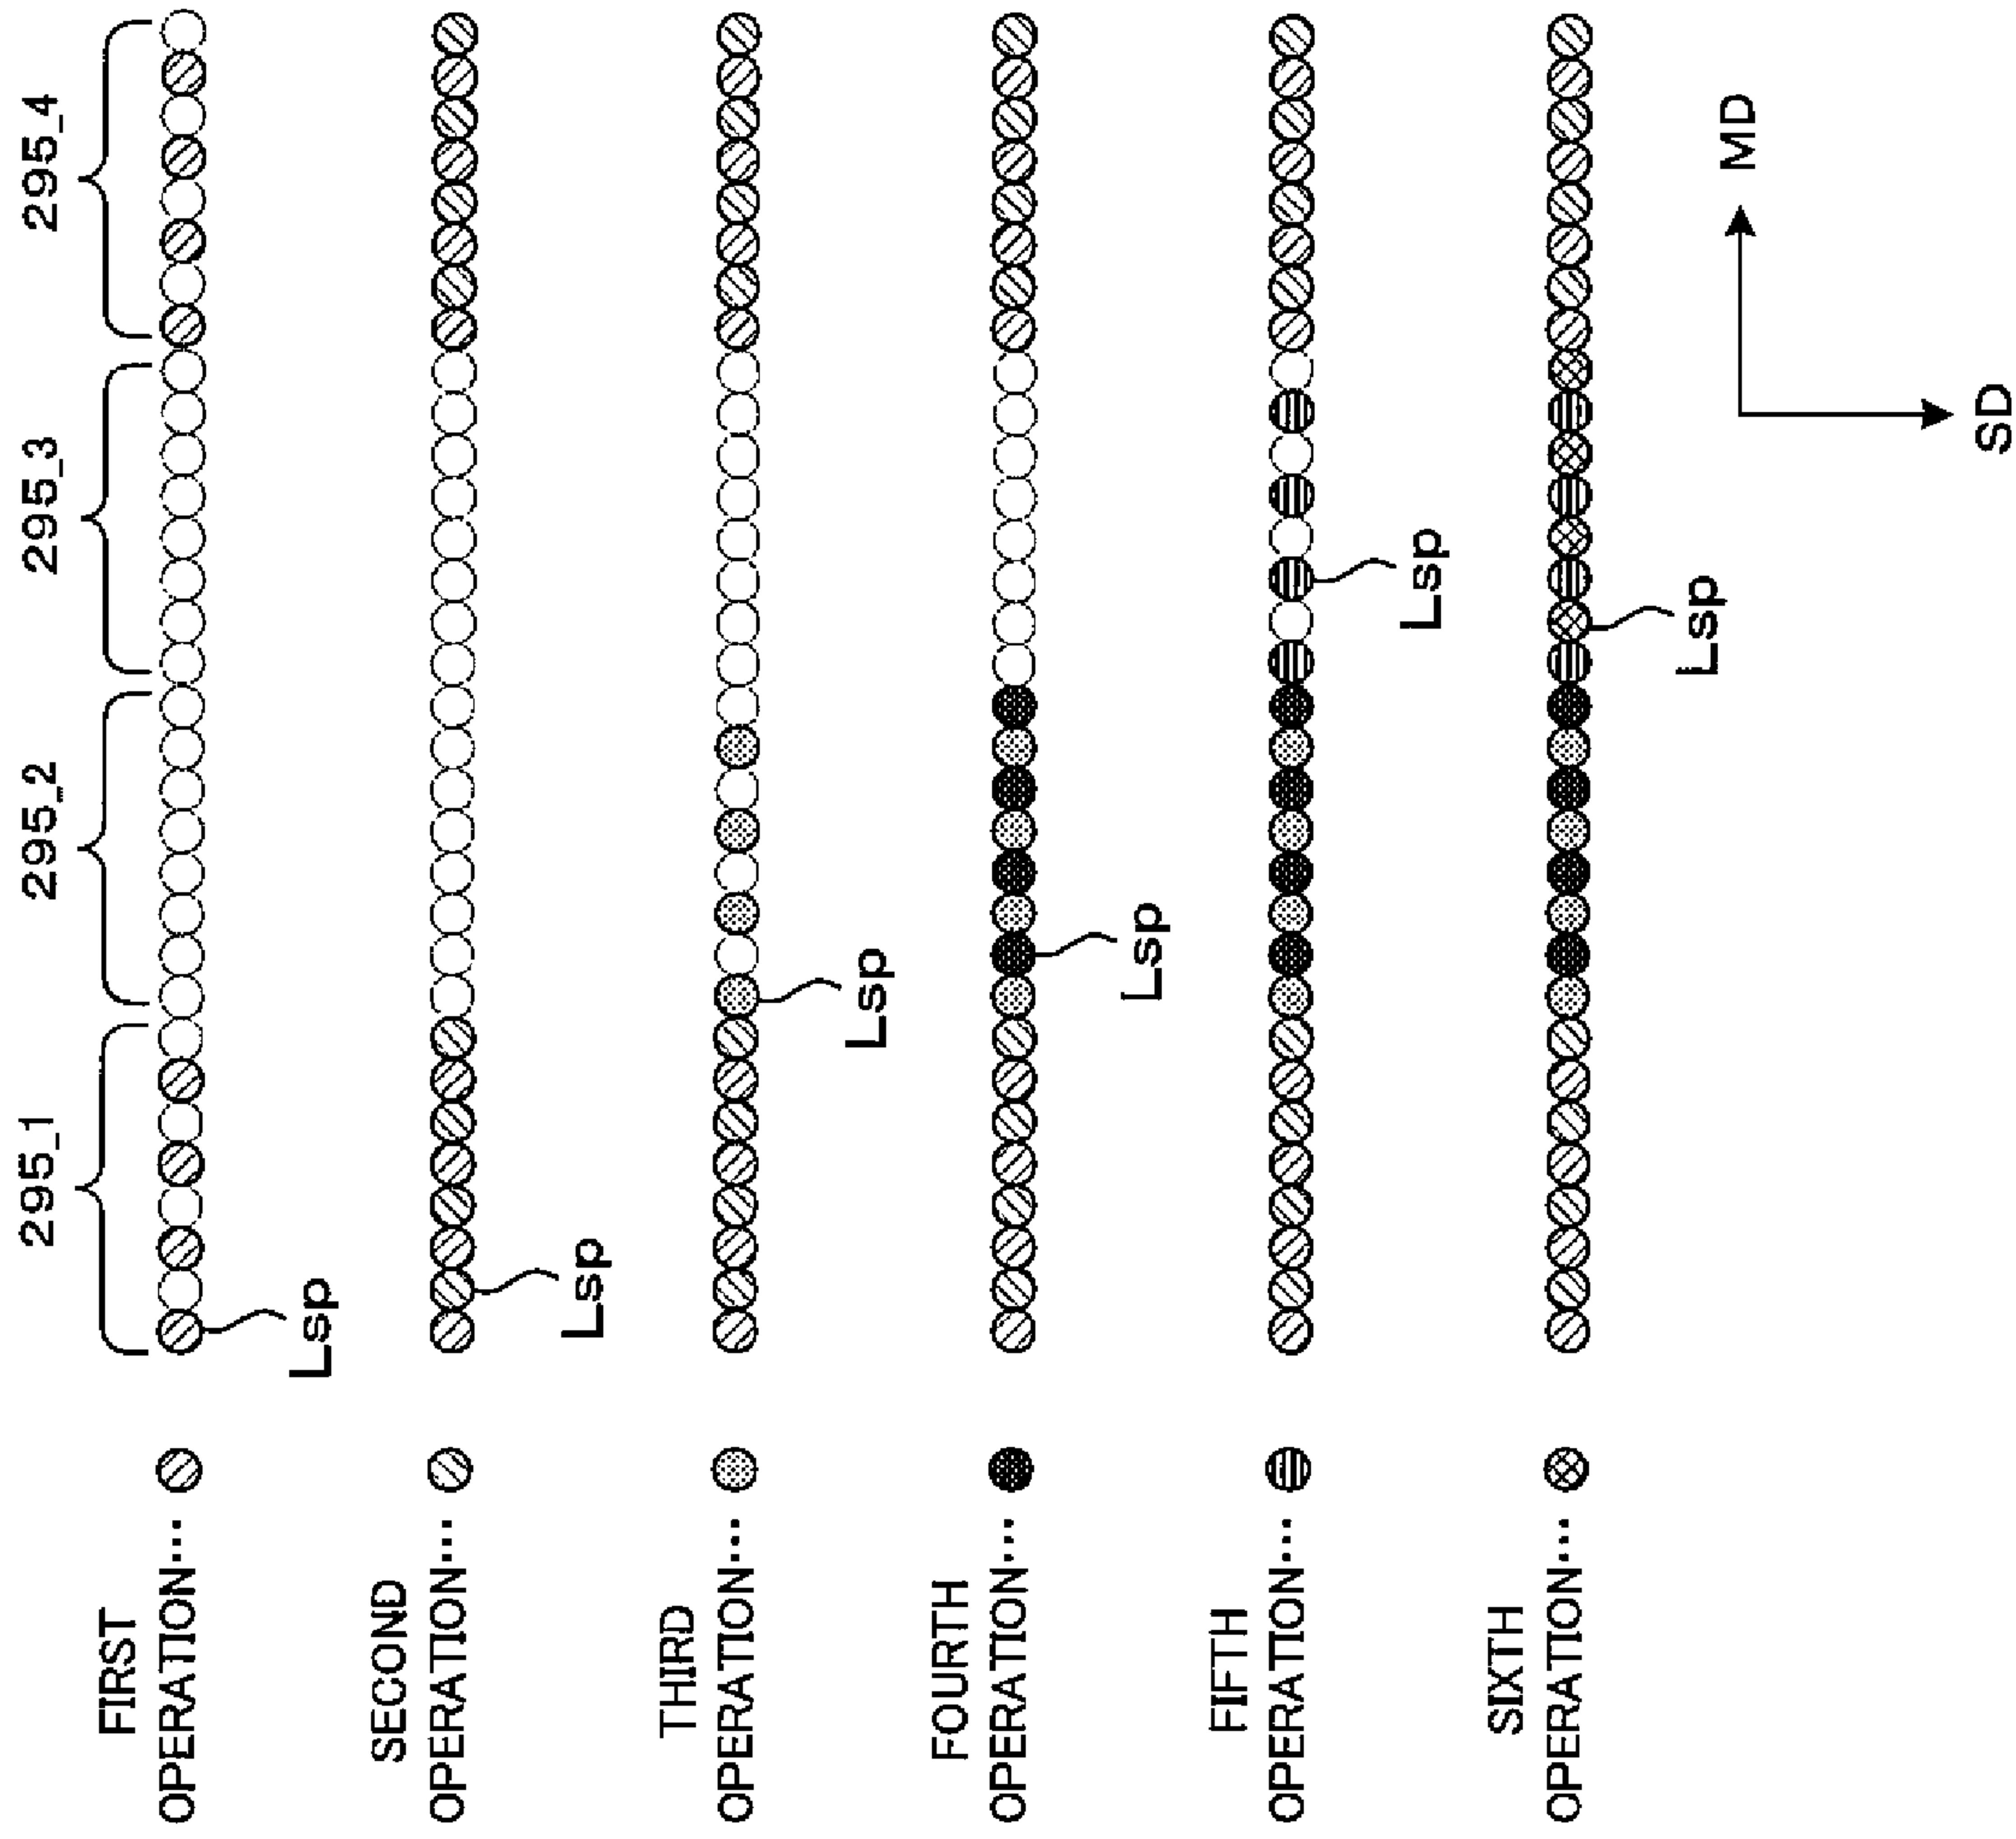 295_1
295_2
295_3
295_4
FIRST
OPERATION···
Lsp
SECOND
OPERATION···
Lsp
THIRD
OPERATION···
Lsp
FOURTH
OPERATION···
Lsp
FIFTH
OPERATION···
Lsp
SIXTH
OPERATION···
Lsp
MD
SD